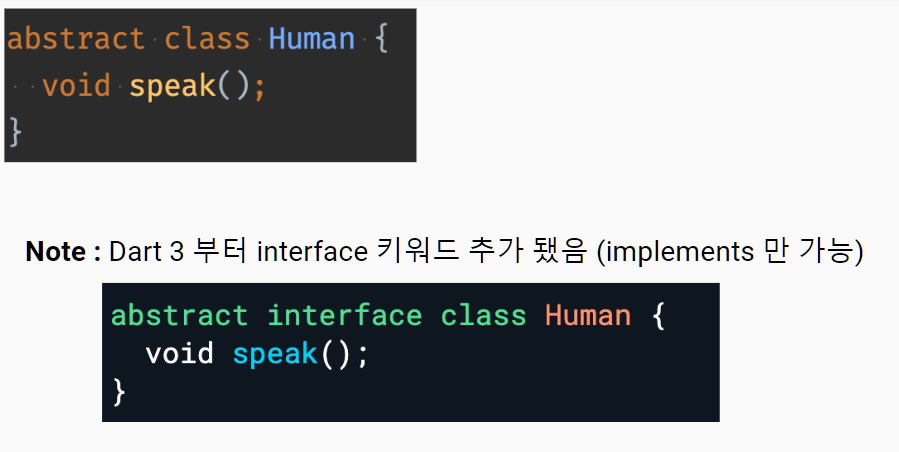 abstract class Human {
  void speak();
}
Note : Dart 3 부터 interface 키워드 추가 됐음 (implements 만 가능)
abstract interface class Human {
  void speak();
}